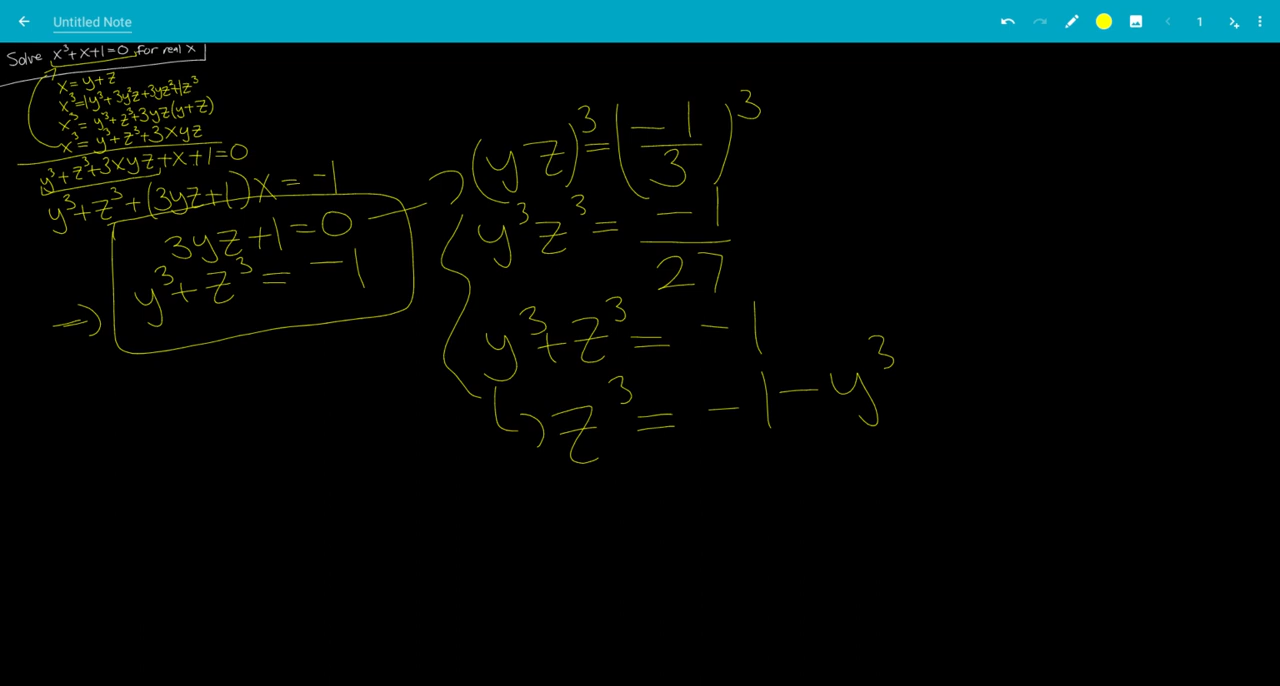 Untitled Note
1
Solve x³+x+1=0 for real x
x=y+z
x³=1y³+3y²z+3yz²+1z³
x³=y³+z³+3yz(y+z)
x³=y³+z³+3xyz
y³+z³+3xyz+x+1=0
y³+z³+(3yz+1)x=-1
3yz+1=0
⇒ y³+z³=-1
(yz)³=(-1/3)³
y³z³=-1/27
y³+z³=-1
z³=-1-y³